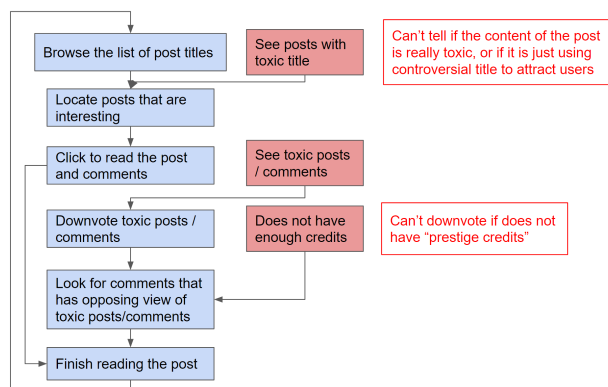 Browse the list of post titles
See posts with
toxic title
Can't tell if the content of the post
is really toxic, or if it is just using
controversial title to attract users
Locate posts that are
interesting
Click to read the post
and comments
See toxic posts
/ comments
Downvote toxic posts /
comments
Does not have
enough credits
Can't downvote if does not
have “prestige credits”
Look for comments that
has opposing view of
toxic posts/comments
Finish reading the post